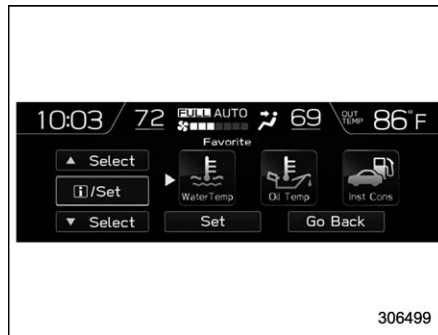 10:03 72 FULL AUTO 69 OUT TEMP 86°F
Favorite
▲ Select
i/Set
▼ Select
WaterTemp Oil Temp Inst Cons
Set Go Back
306499